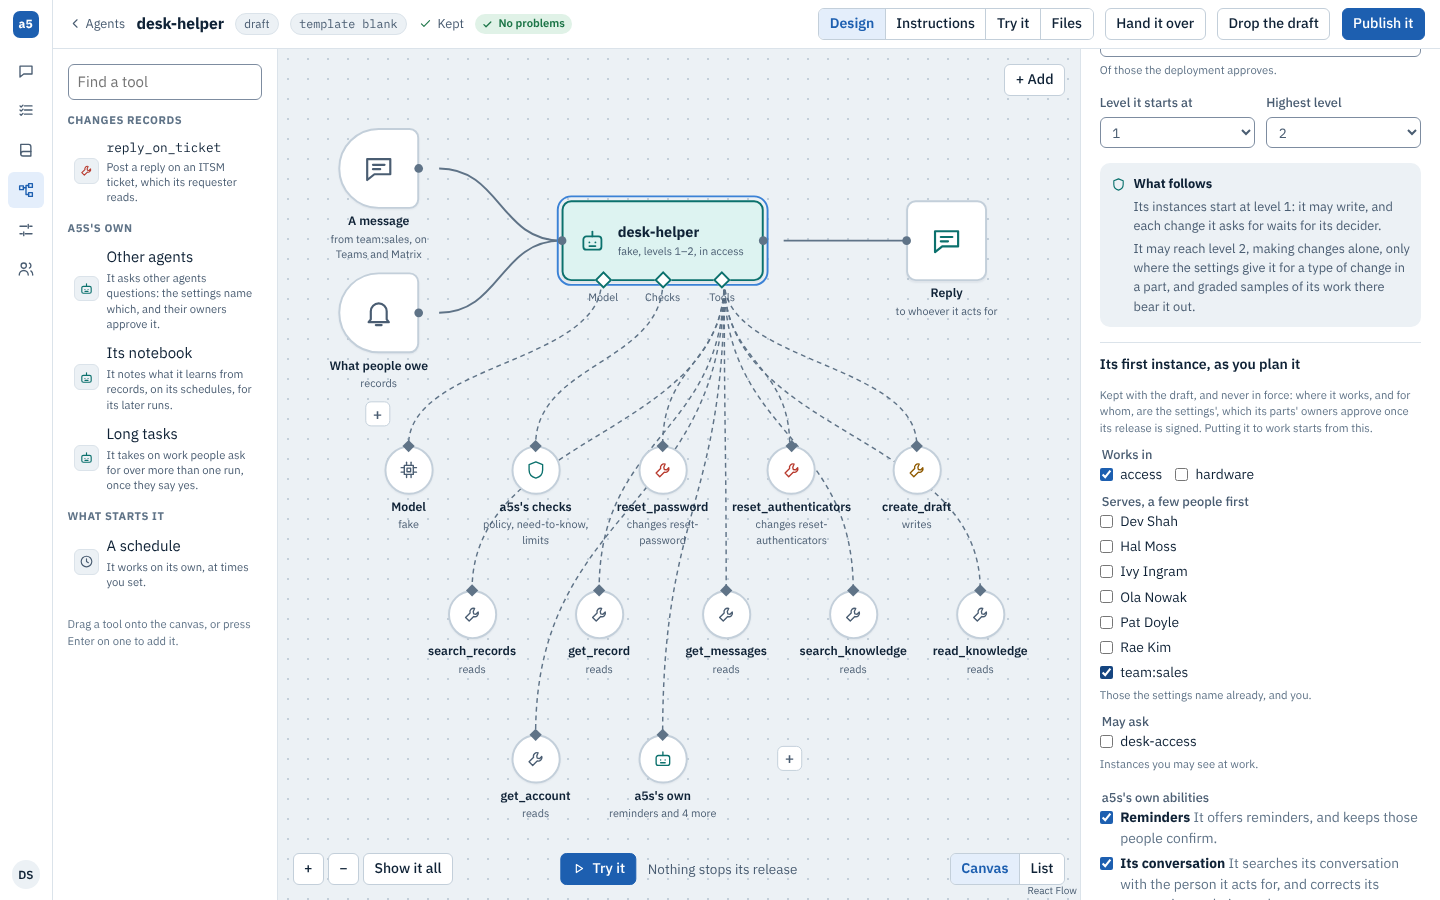 a5
Agents
desk-helper
draft
template blank
Kept
No problems
Design
Instructions
Try it
Files
Hand it over
Drop the draft
Publish it
Find a tool
CHANGES RECORDS
reply_on_ticket
Post a reply on an ITSM
ticket, which its requester
reads.
A5S'S OWN
Other agents
It asks other agents
questions: the settings name
which, and their owners
approve it.
Its notebook
It notes what it learns from
records, on its schedules, for
its later runs.
Long tasks
It takes on work people ask
for over more than one run,
once they say yes.
WHAT STARTS IT
A schedule
It works on its own, at times
you set.
Drag a tool onto the canvas, or press
Enter on one to add it.
DS
+ Add
A message
from team:sales, on
Teams and Matrix
What people owe
records
+
desk-helper
fake, levels 1–2, in access
Model
Checks
Tools
Reply
to whoever it acts for
Model
fake
a5s's checks
policy, need-to-know,
limits
reset_password
changes reset-
password
reset_authenticators
changes reset-
authenticators
create_draft
writes
search_records
reads
get_record
reads
get_messages
reads
search_knowledge
reads
read_knowledge
reads
get_account
reads
a5s's own
reminders and 4 more
+
+
−
Show it all
Try it
Nothing stops its release
Canvas
List
React Flow
Of those the deployment approves.
Level it starts at
Highest level
1
2
What follows
Its instances start at level 1: it may write, and
each change it asks for waits for its decider.
It may reach level 2, making changes alone, only
where the settings give it for a type of change in
a part, and graded samples of its work there
bear it out.
Its first instance, as you plan it
Kept with the draft, and never in force: where it works, and for
whom, are the settings', which its parts' owners approve once
its release is signed. Putting it to work starts from this.
Works in
access
hardware
Serves, a few people first
Dev Shah
Hal Moss
Ivy Ingram
Ola Nowak
Pat Doyle
Rae Kim
team:sales
Those the settings name already, and you.
May ask
desk-access
Instances you may see at work.
a5s's own abilities
Reminders It offers reminders, and keeps those
people confirm.
Its conversation It searches its conversation
with the person it acts for, and corrects its